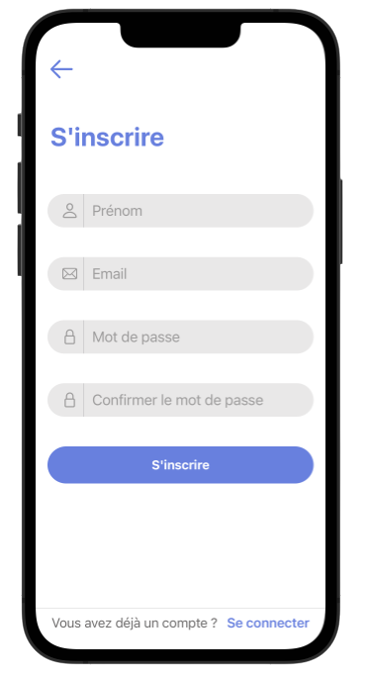 S'inscrire
Prénom
Email
Mot de passe
Confirmer le mot de passe
S'inscrire
Vous avez déjà un compte ? Se connecter